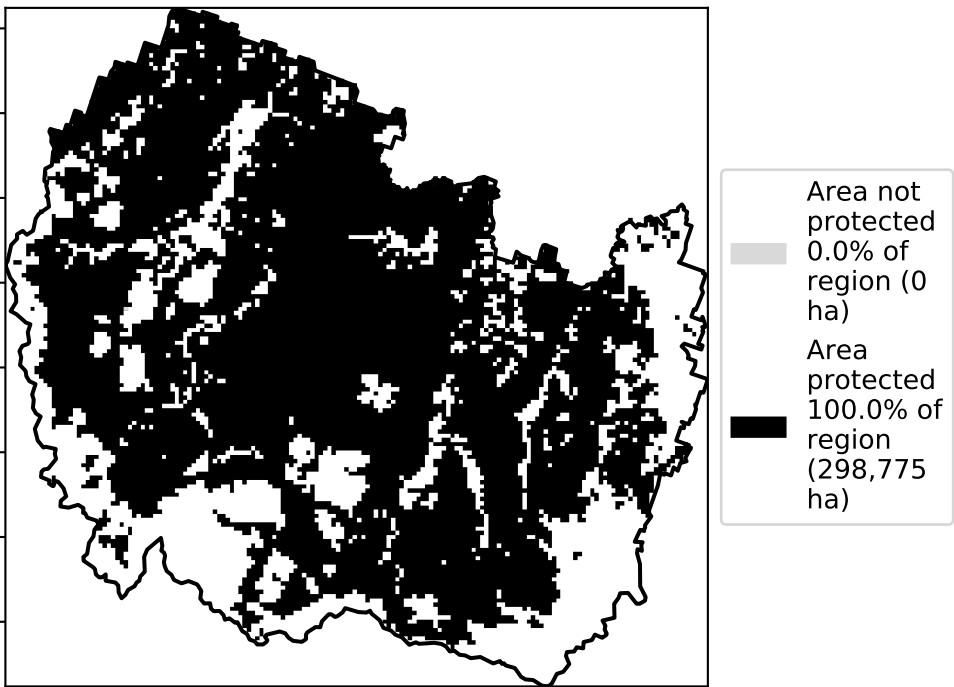 Area not
protected
0.0% of
region (0
ha)
Area
protected
100.0% of
region
(298,775
ha)